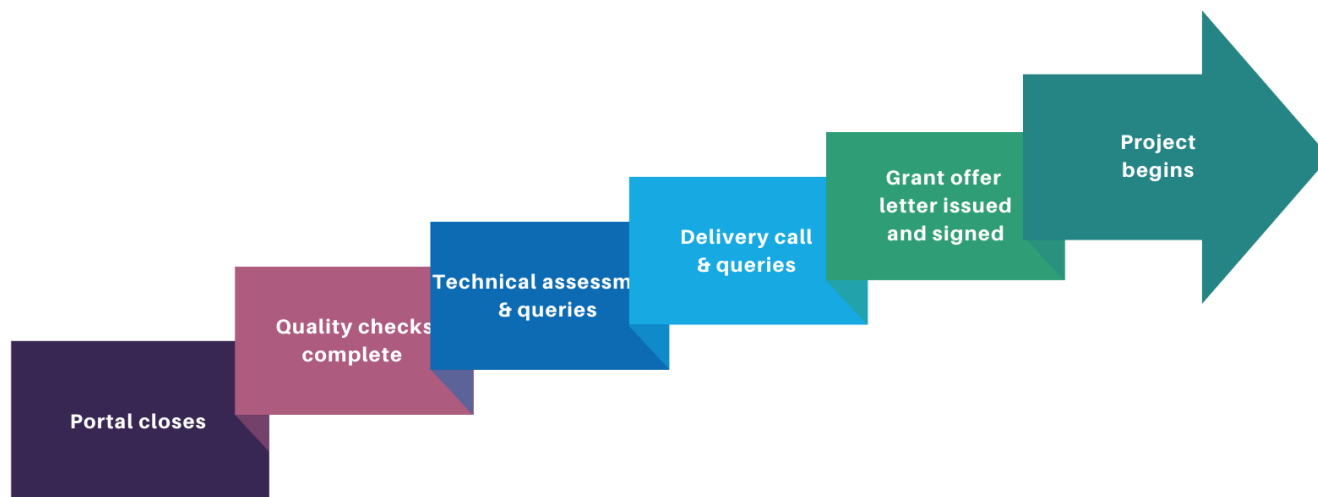 Portal closes
Quality checks
complete
Technical assessm
& queries
Delivery call
& queries
Grant offer
letter issued
and signed
Project
begins